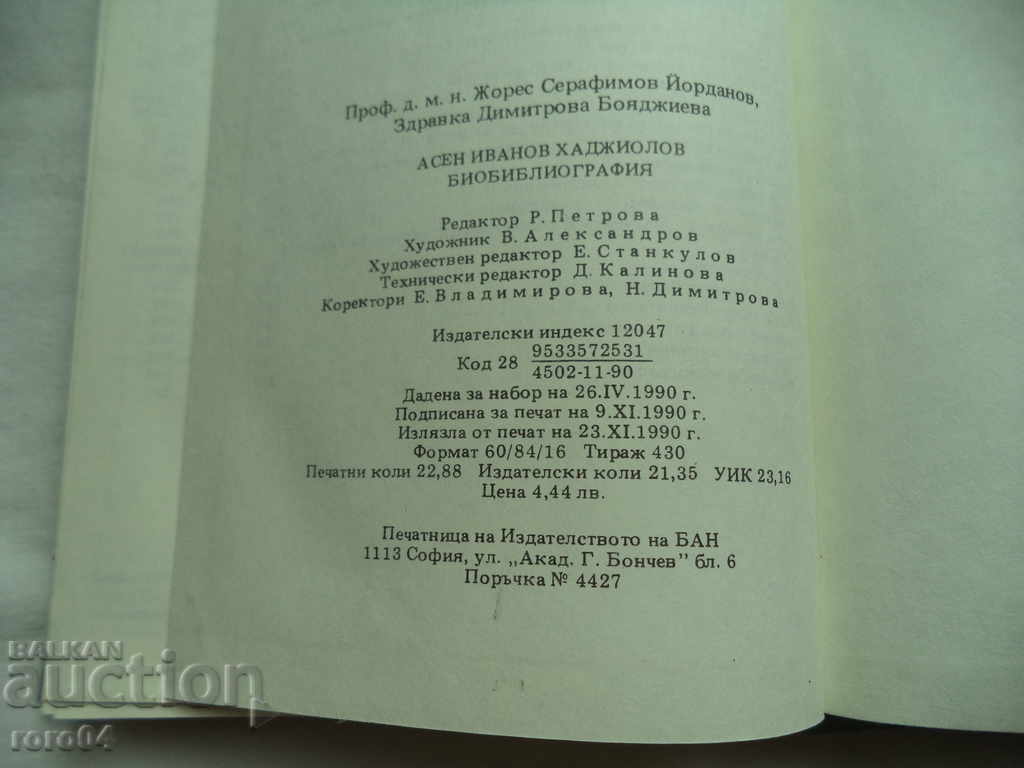 Проф. д. м. н. Жорес Серафимов Йорданов,
Здравка Димитрова Бояджиева
АСЕН ИВАНОВ ХАДЖИОЛОВ
БИОБИБЛИОГРАФИЯ
Редактор Р. Петрова
Художник В. Александров
Художествен редактор Е. Станкулов
Технически редактор Д. Калинова
Коректори Е. Владимирова, Н. Димитрова
Издателски индекс 12047
Код 28 9533572531
4502-11-90
Дадена за набор на 26.IV.1990 г.
Подписана за печат на 9.XI.1990 г.
Излязла от печат на 23.XI.1990 г.
Формат 60/84/16 Тираж 430
Печатни коли 22,88 Издателски коли 21,35 УИК 23,16
Цена 4,44 лв.
Печатница на Издателството на БАН
1113 София, ул. „Акад. Г. Бончев" бл. 6
Поръчка № 4427
BALKAN
auction
roro04